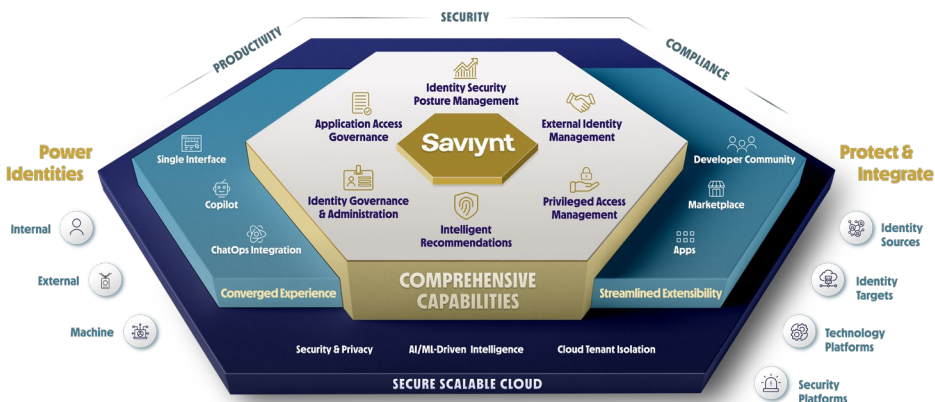 SECURITY
PRODUCTIVITY
COMPLIANCE
Power
Identities
Internal
External
Machine
Single Interface
Copilot
ChatOps Integration
Converged Experience
Identity Security
Posture Management
Application Access
Governance
External Identity
Management
Savıynt
Identity Governance
& Administration
Privileged Access
Management
Intelligent
Recommendations
COMPREHENSIVE
CAPABILITIES
Developer Community
Marketplace
Apps
Streamlined Extensibility
Protect &
Integrate
Identity
Sources
Identity
Targets
Technology
Platforms
Security
Platforms
Security & Privacy
AI/ML-Driven Intelligence
Cloud Tenant Isolation
SECURE SCALABLE CLOUD